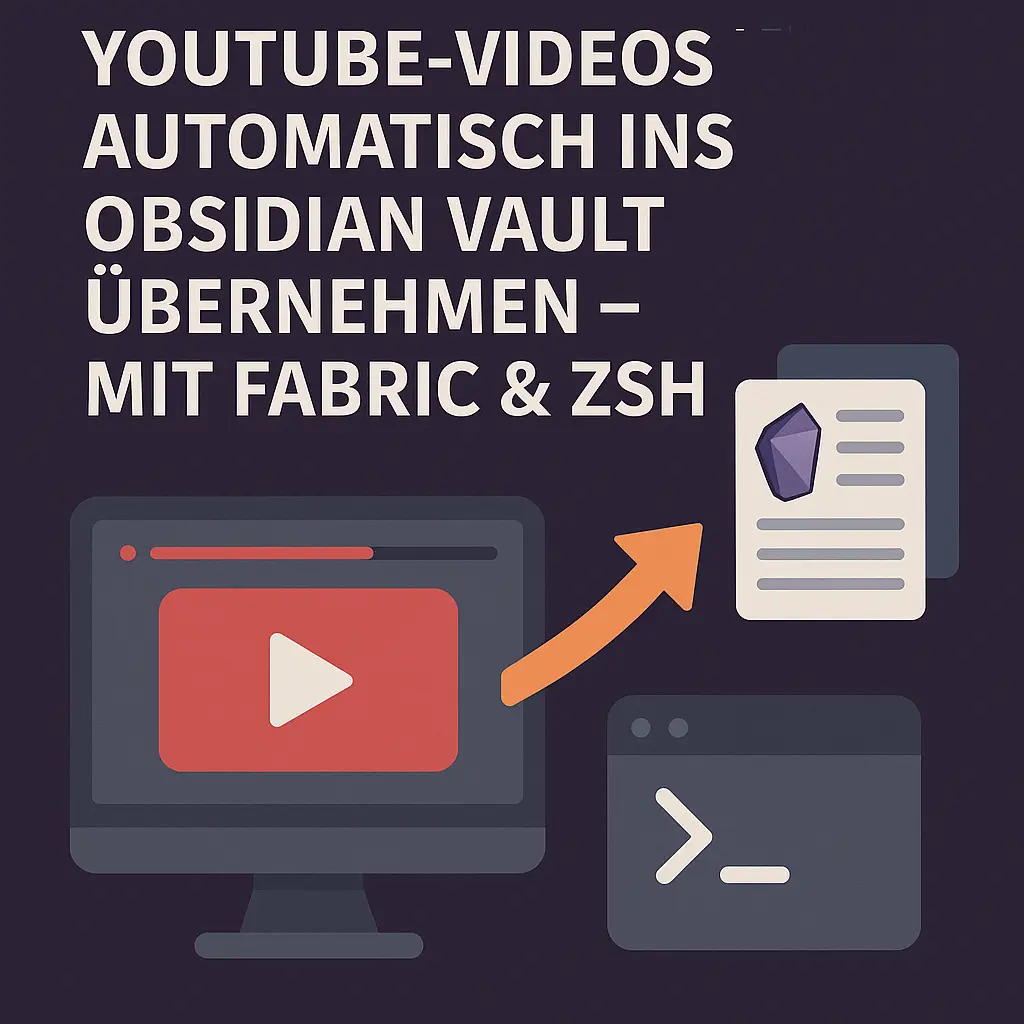 YOUTUBE-VIDEOS
AUTOMATISCH INS
OBSIDIAN VAULT
ÜBERNEHMEN –
MIT FABRIC & ZSH
>_